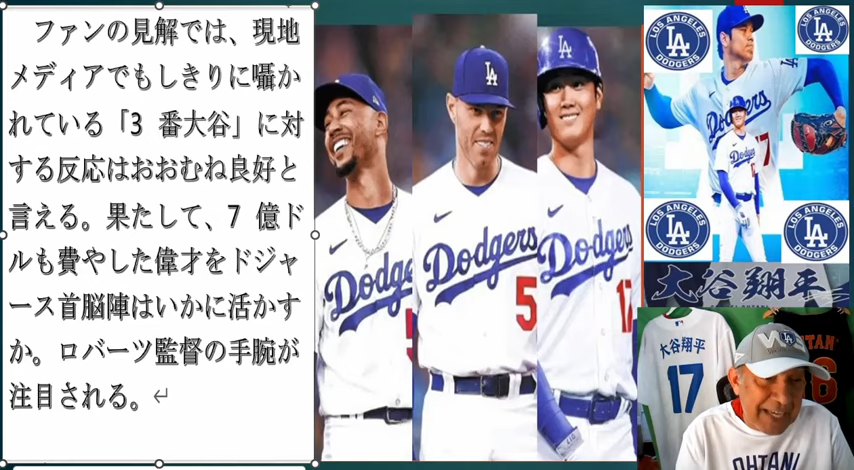 ファンの見解では、現地
メディアでもしきりに囁か
れている「3 番大谷」に対
する反応はおおむね良好と
言える。果たして、7 億ド
ルも費やした偉才をドジャ
ース首脳陣はいかに活かす
か。ロバーツ監督の手腕が
注目される。↵
Dodgers
5
Dodgers
17
LOS ANGELES
LA
DODGERS
LOS ANGELES
LA
DODGERS
LA
Dodgers
17
Dodgers
LOS ANGELES
LA
DODGERS
LOS ANGELES
LA
DODGERS
大谷翔平
大谷翔平
17
OHTANI